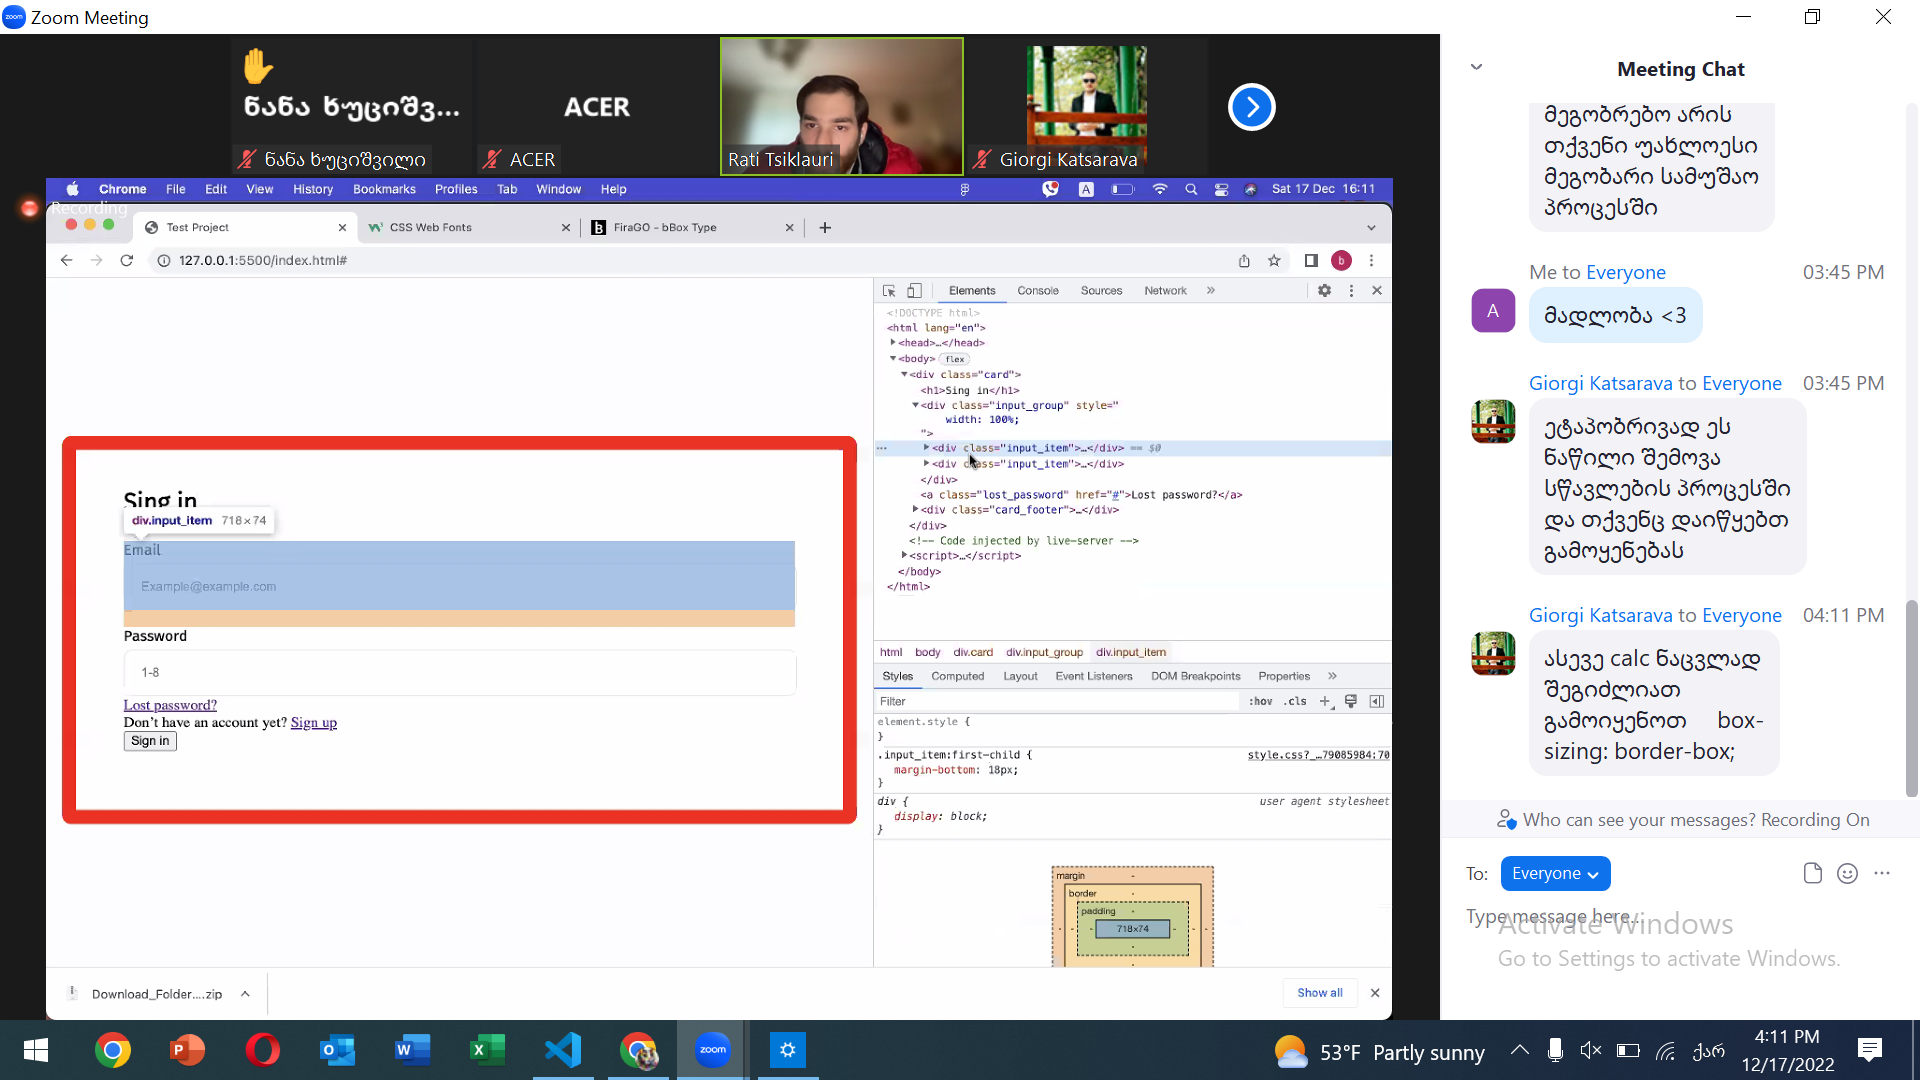 Zoom Meeting
ნანა ხუციშვ...
ნანა ხუციშვილი
ACER
ACER
Rati Tsiklauri
Giorgi Katsarava
Recording
Chrome File Edit View History Bookmarks Profiles Tab Window Help
A
Sat 17 Dec 16:11
Test Project
CSS Web Fonts
FiraGO - bBox Type
127.0.0.1:5500/index.html#
b
Elements Console Sources Network »
<!DOCTYPE html>
<html lang="en">
<head>…</head>
<body> flex
<div class="card">
<h1>Sing in</h1>
<div class="input_group" style="
width: 100%;
">
<div class="input_item">…</div> == $0
<div class="input_item">…</div>
</div>
<a class="lost_password" href="#">Lost password?</a>
<div class="card_footer">…</div>
</div>
<!-- Code injected by live-server -->
<script>…</script>
</body>
</html>
html body div.card div.input_group div.input_item
Styles Computed Layout Event Listeners DOM Breakpoints Properties »
Filter
:hov .cls +
element.style {
}
.input_item:first-child {
style.css?_…79085984:70
margin-bottom: 18px;
}
div {
user agent stylesheet
display: block;
}
margin -
border -
padding -
- - - 718×74 - - -
-
-
Sing in
div.input_item 718×74
Email
Example@example.com
Password
1-8
Lost password?
Don't have an account yet? Sign up
Sign in
Download_Folder....zip
Show all
Meeting Chat
მეგობრებო არის
თქვენი უახლოესი
მეგობარი სამუშაო
პროცესში
Me to Everyone 03:45 PM
A
მადლობა <3
Giorgi Katsarava to Everyone 03:45 PM
ეტაპობრივად ეს
ნაწილი შემოვა
სწავლების პროცესში
და თქვენც დაიწყებთ
გამოყენებას
Giorgi Katsarava to Everyone 04:11 PM
ასევე calc ნაცვლად
შეგიძლიათ
გამოიყენოთ box-
sizing: border-box;
Who can see your messages? Recording On
To: Everyone
Type message here...
Activate Windows
Go to Settings to activate Windows.
zoom
53°F Partly sunny
ქარ
4:11 PM
12/17/2022